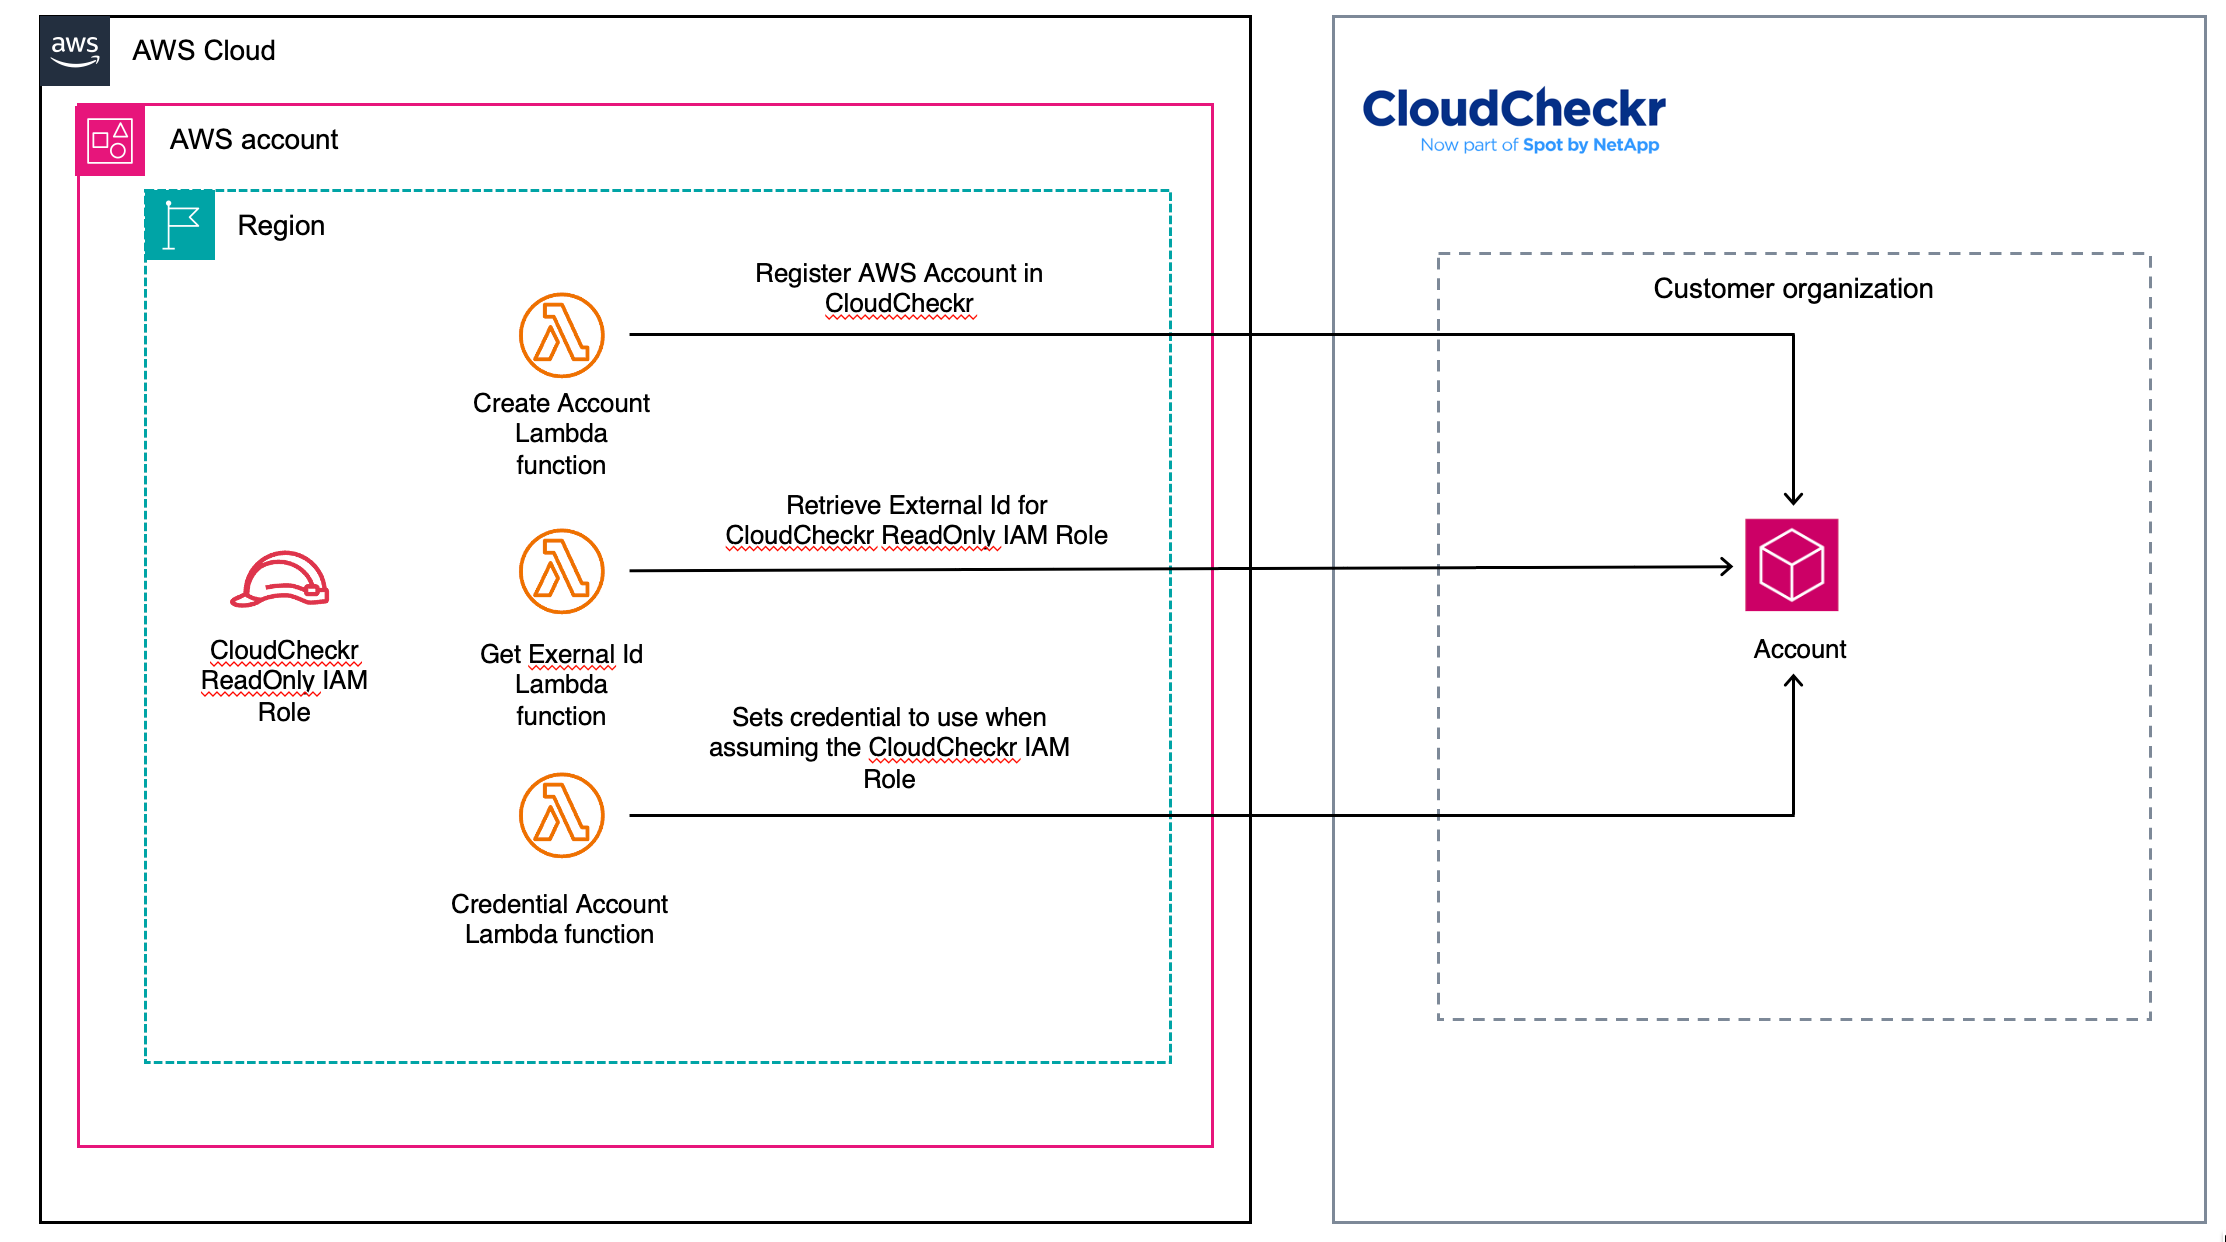 aws
AWS Cloud
AWS account
Region
CloudCheckr
Now part of Spot by NetApp
Customer organization
Register AWS Account in
CloudCheckr
Create Account
Lambda
function
Retrieve External Id for
CloudCheckr ReadOnly IAM Role
CloudCheckr
ReadOnly IAM
Role
Get Exernal Id
Lambda
function
Account
Sets credential to use when
assuming the CloudCheckr IAM
Role
Credential Account
Lambda function